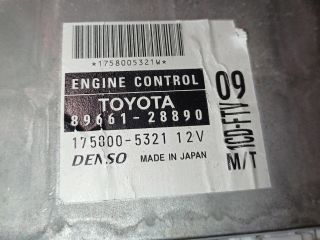 *1758005321W*
ENGINE CONTROL
TOYOTA
89661-28890
175800-5321 12V
DENSO MADE IN JAPAN
09
1CD-FTV
M/T